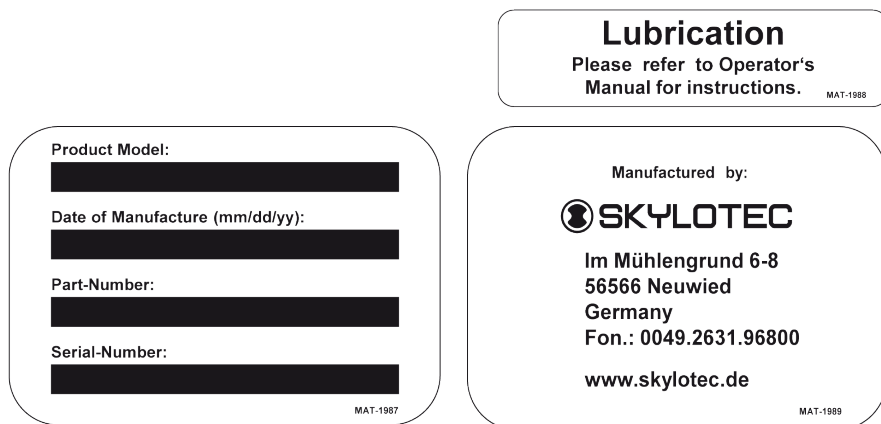 Lubrication
Please refer to Operator‘s
Manual for instructions.
MAT-1988
Product Model:
Date of Manufacture (mm/dd/yy):
Part-Number:
Serial-Number:
MAT-1987
Manufactured by:
SKYLOTEC
Im Mühlengrund 6-8
56566 Neuwied
Germany
Fon.: 0049.2631.96800
www.skylotec.de
MAT-1989